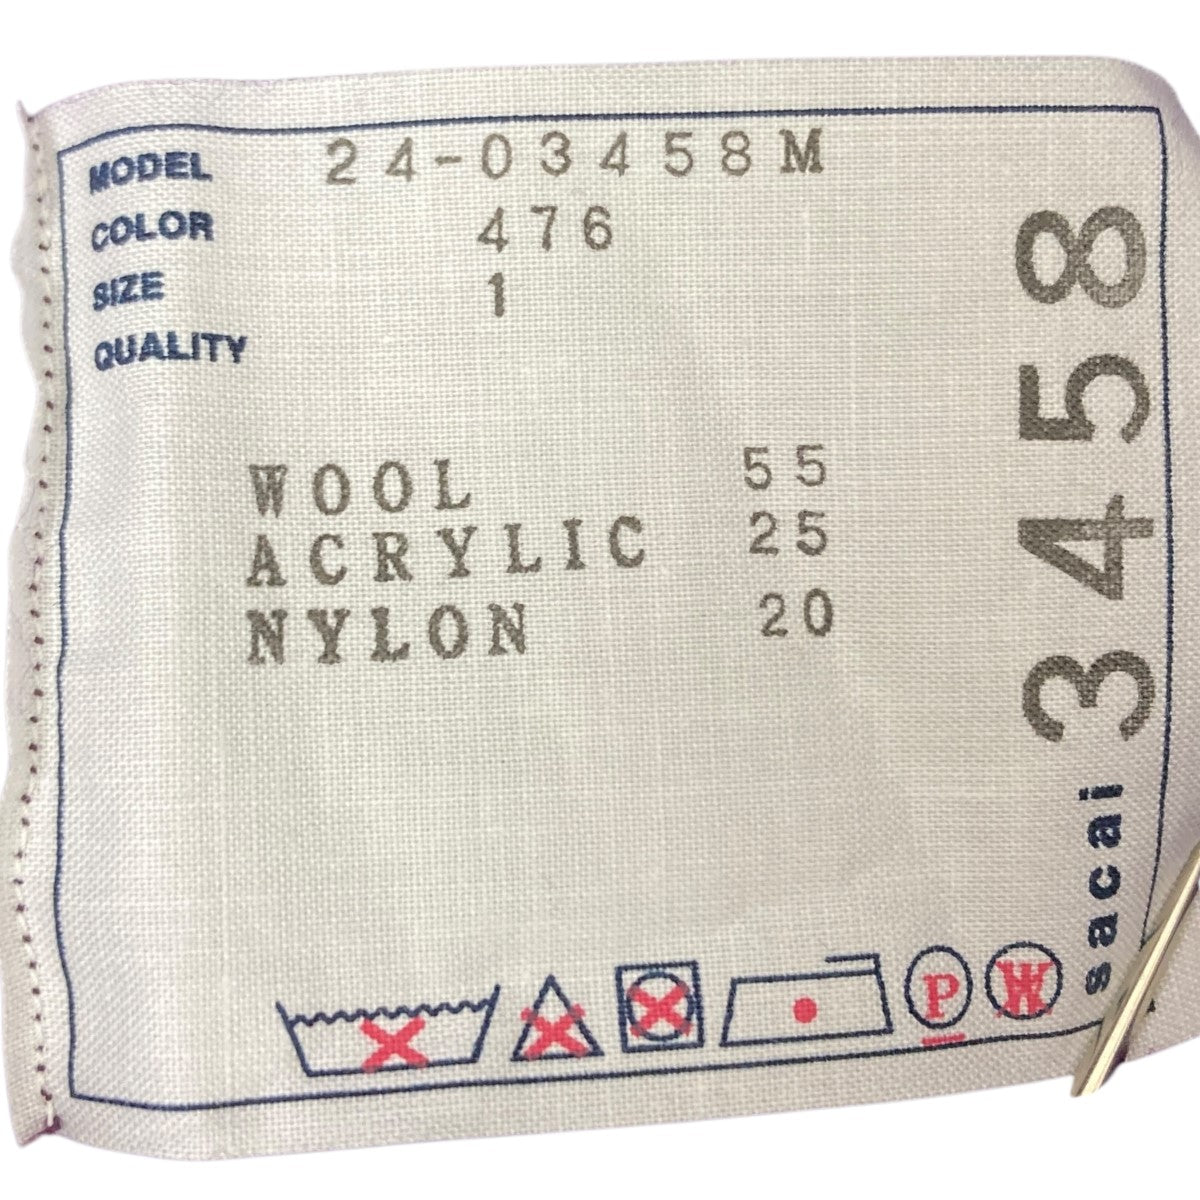 MODEL 24-03458M
COLOR 476
SIZE 1
QUALITY
WOOL 55
ACRYLIC 25
NYLON 20
P
W
sacai 3458